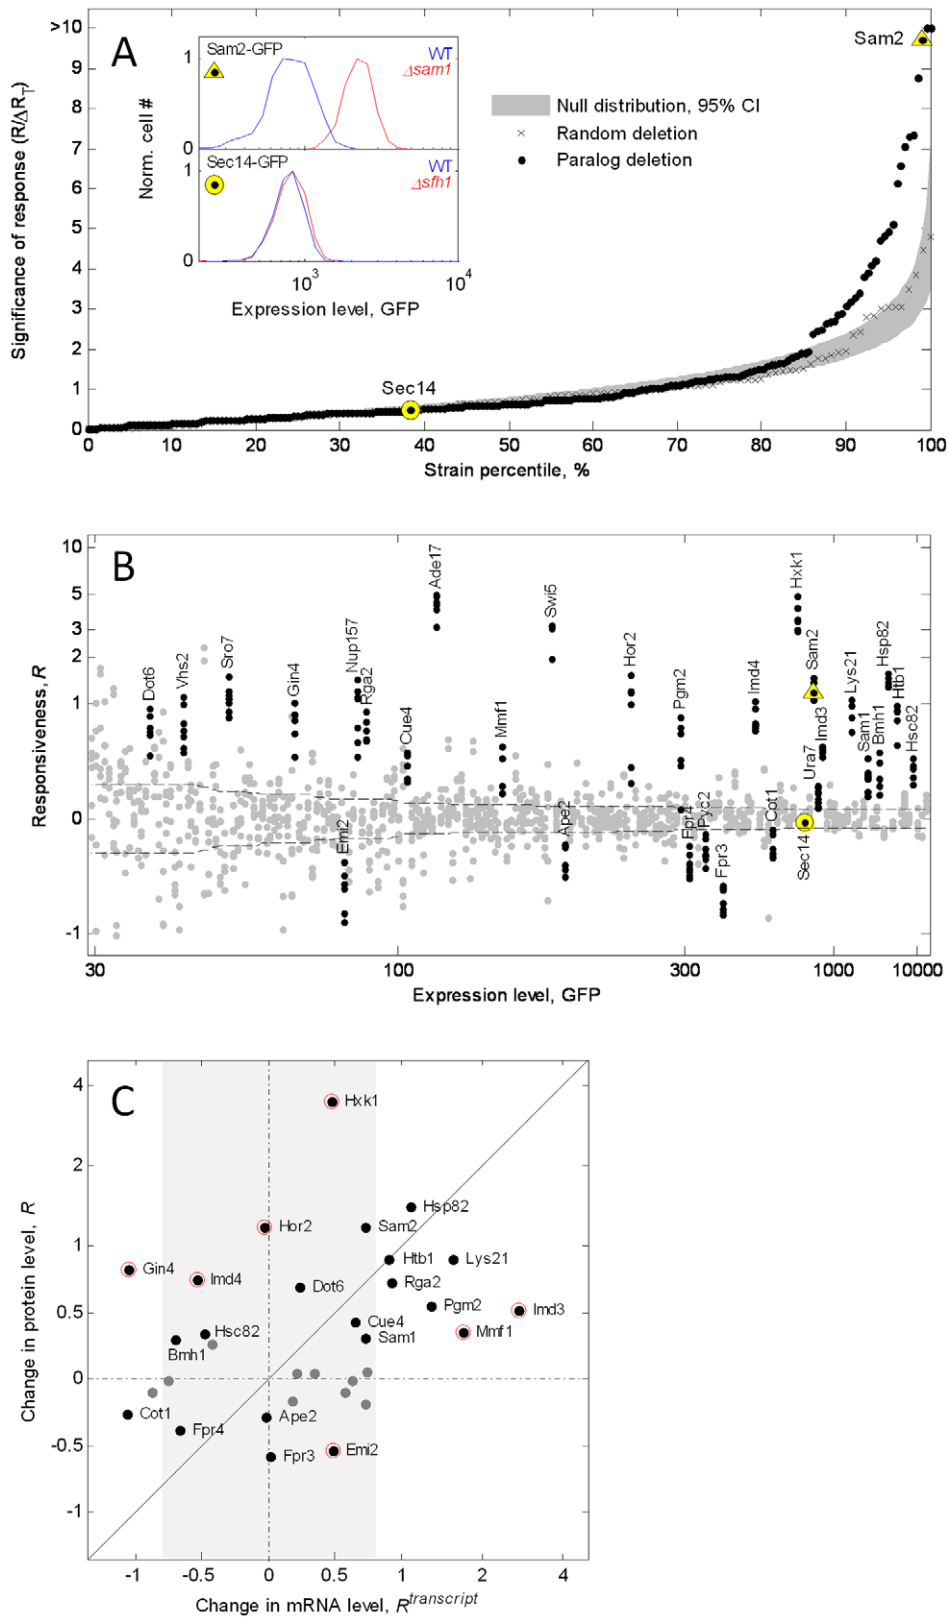 A
>10
9
8
7
6
5
4
3
2
1
0
Significance of response (R/ΔR_T)
0 10 20 30 40 50 60 70 80 90 100
Strain percentile, %
Sam2
Sec14
Null distribution, 95% CI
Random deletion
Paralog deletion
Sam2-GFP
WT
Δsam1
1
0
Sec14-GFP
WT
Δsfh1
1
0
Norm. cell #
10^3 10^4
Expression level, GFP
B
10
5
3
2
1
0
-1
Responsiveness, R
30 100 300 1000 10000
Expression level, GFP
Dot6
Vhs2
Sro7
Gin4
Nup157
Rga2
Emi2
Cue4
Ade17
Mmf1
Swi5
Ape2
Hor2
Pgm2
Fpr4
Pyc2
Fpr3
Imd4
Cot1
Hxk1
Sec14
Sam2
Ura7
Imd3
Lys21
Sam1
Bmh1
Hsp82
Htb1
Hsc82
C
4
2
1
0.5
0
-0.5
-1
Change in protein level, R
-1 -0.5 0 0.5 1 2 4
Change in mRNA level, R^transcript
Hxk1
Hsp82
Hor2
Sam2
Gin4
Imd4
Htb1
Lys21
Dot6
Rga2
Pgm2
Imd3
Cue4
Mmf1
Hsc82
Sam1
Bmh1
Cot1
Ape2
Fpr4
Fpr3
Emi2